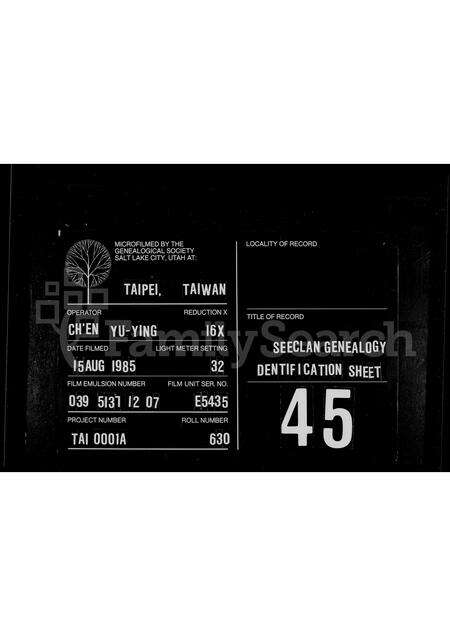 MICROFILMED BY THE
GENEALOGICAL SOCIETY
SALT LAKE CITY, UTAH AT:
TAIPEI, TAIWAN
OPERATOR
REDUCTION X
CH'EN YU-YING
16X
DATE FILMED
LIGHT METER SETTING
15AUG 1985
32
FILM EMULSION NUMBER
FILM UNIT SER. NO.
039 5137 12 07
E5435
PROJECT NUMBER
ROLL NUMBER
TAI 0001A
630
LOCALITY OF RECORD
TITLE OF RECORD
SEECLAN GENEALOGY
DENTIFICATION SHEET
45
FamilySearch